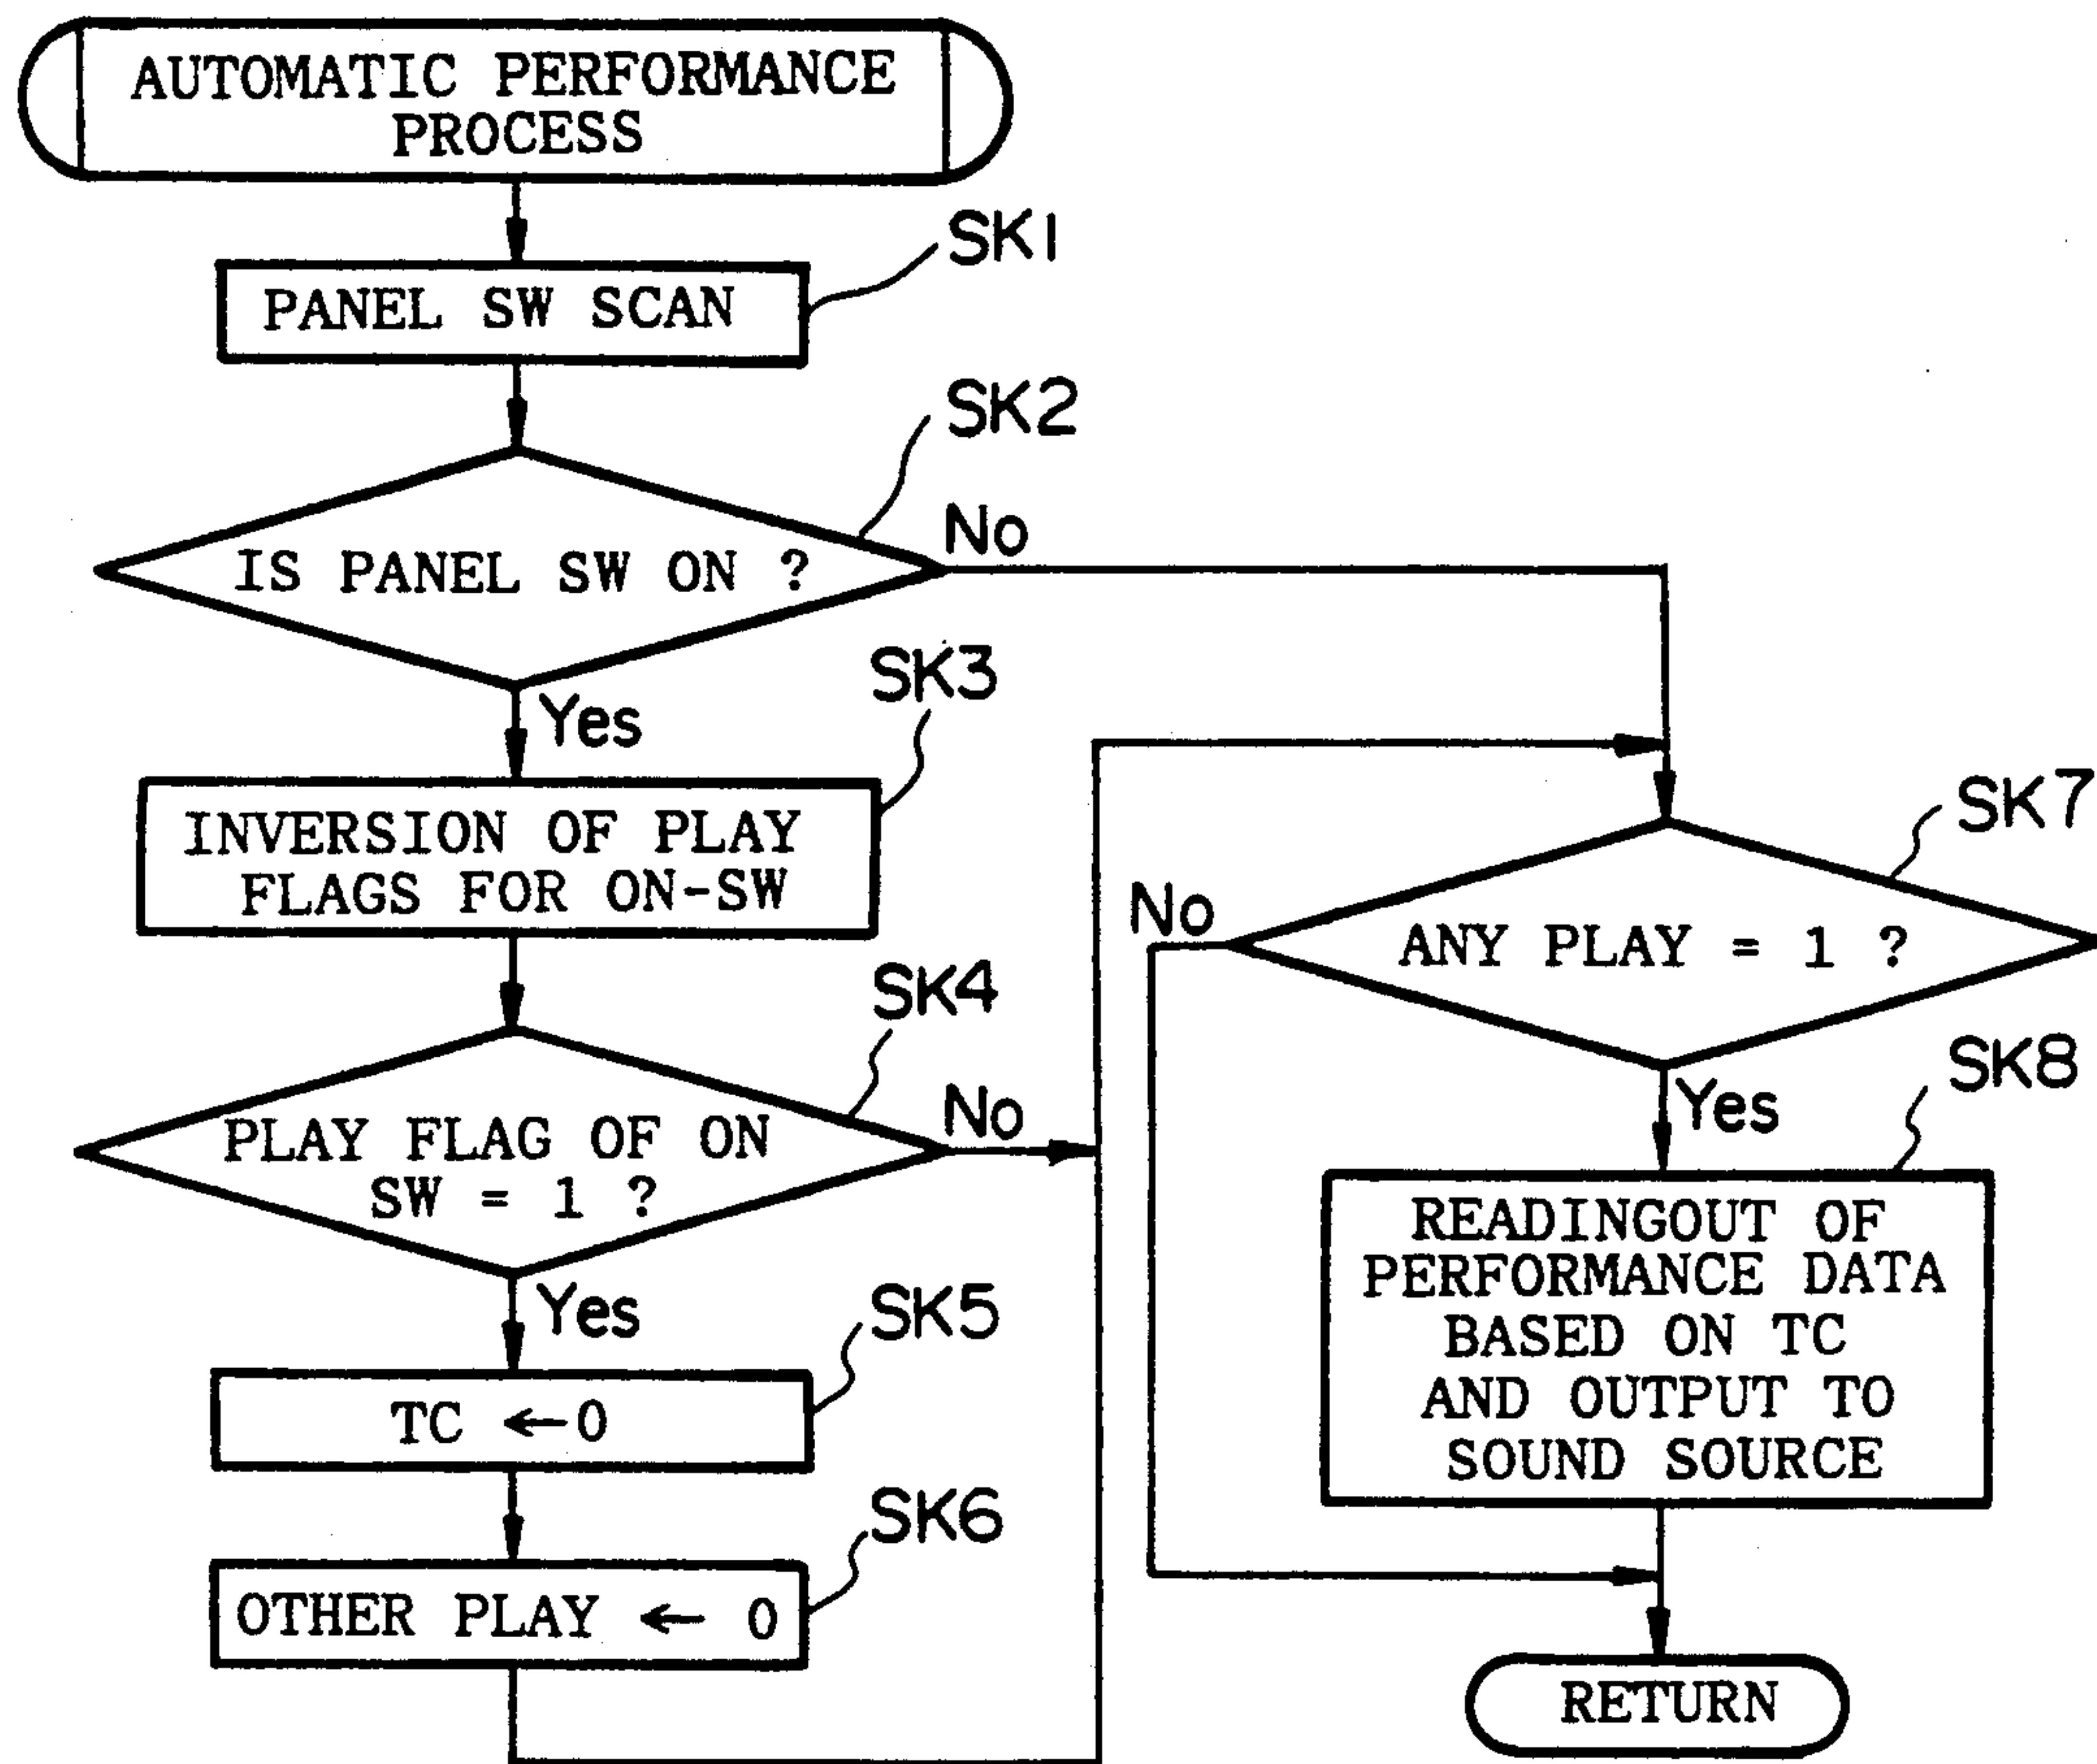 AUTOMATIC PERFORMANCE
PROCESS
SK1
PANEL SW SCAN
SK2
IS PANEL SW ON ?
No
Yes
SK3
INVERSION OF PLAY
FLAGS FOR ON-SW
SK4
PLAY FLAG OF ON
SW = 1 ?
No
Yes
SK5
TC ←0
SK6
OTHER PLAY ← 0
SK7
ANY PLAY = 1 ?
No
Yes
SK8
READINGOUT OF
PERFORMANCE DATA
BASED ON TC
AND OUTPUT TO
SOUND SOURCE
RETURN